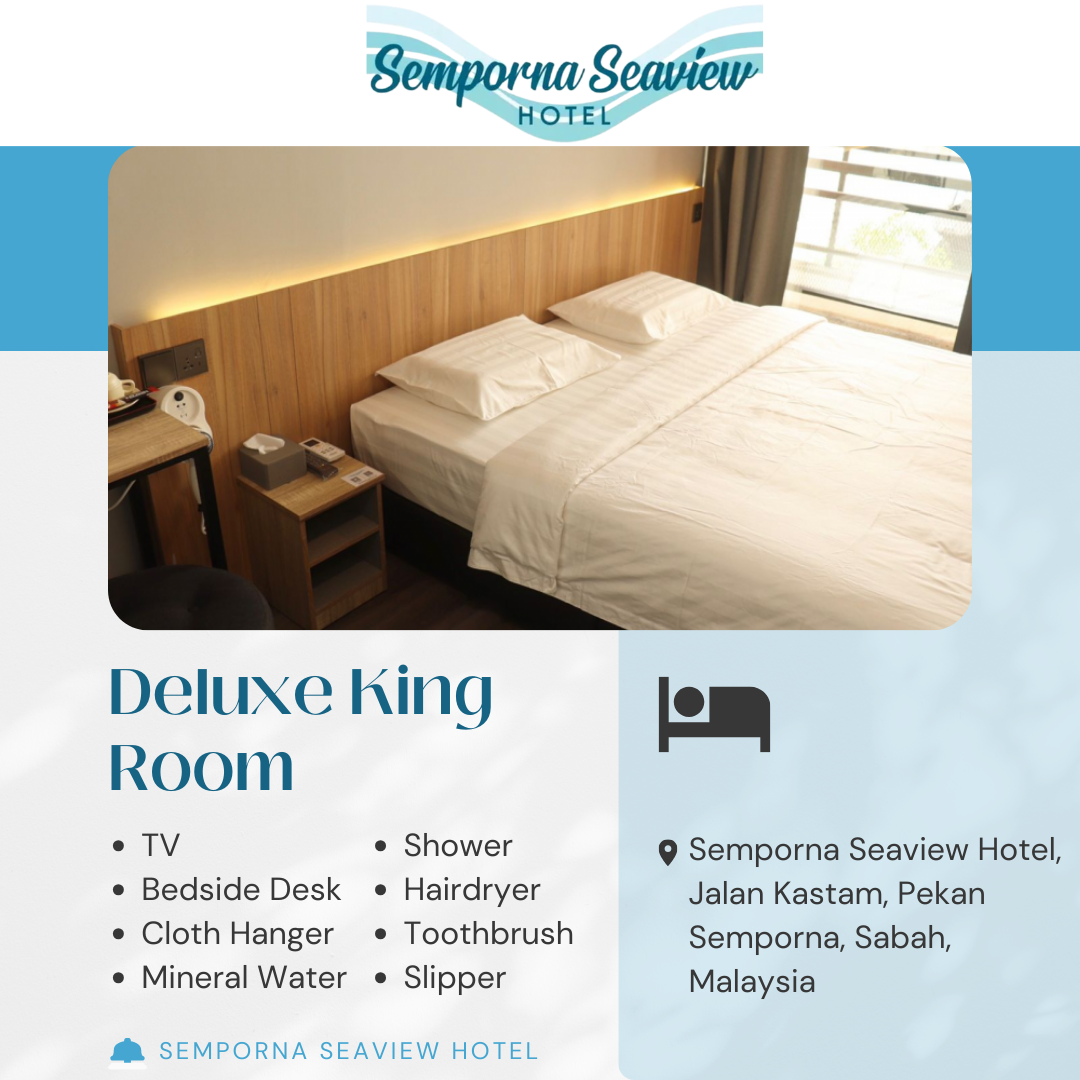 Semporna Seaview
HOTEL
Deluxe King
Room
TV
Bedside Desk
Cloth Hanger
Mineral Water
Shower
Hairdryer
Toothbrush
Slipper
Semporna Seaview Hotel,
Jalan Kastam, Pekan
Semporna, Sabah,
Malaysia
SEMPORNA SEAVIEW HOTEL